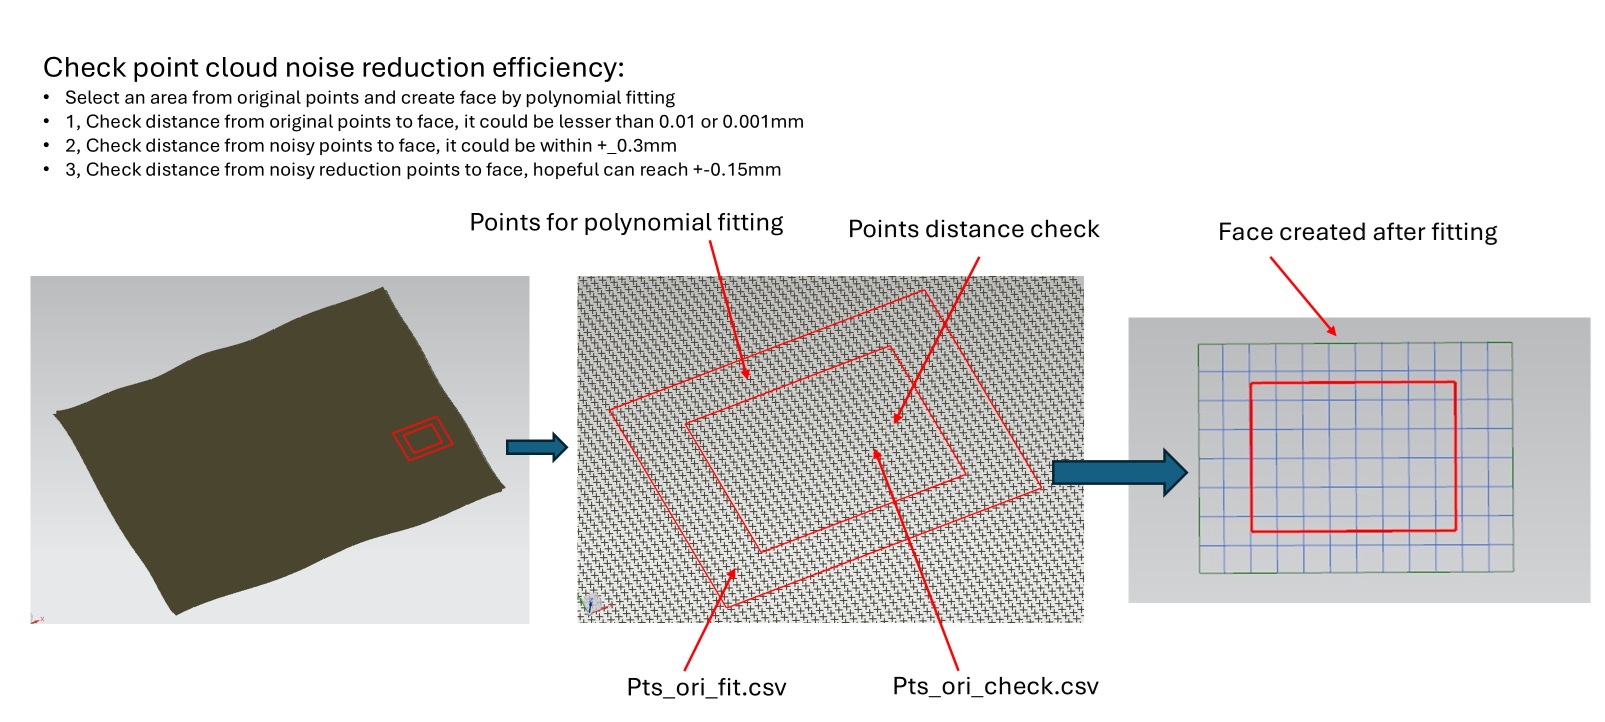 Check point cloud noise reduction efficiency:
• Select an area from original points and create face by polynomial fitting
• 1, Check distance from original points to face, it could be lesser than 0.01 or 0.001mm
• 2, Check distance from noisy points to face, it could be within +_0.3mm
• 3, Check distance from noisy reduction points to face, hopeful can reach +-0.15mm
Points for polynomial fitting
Points distance check
Face created after fitting
Pts_ori_fit.csv
Pts_ori_check.csv